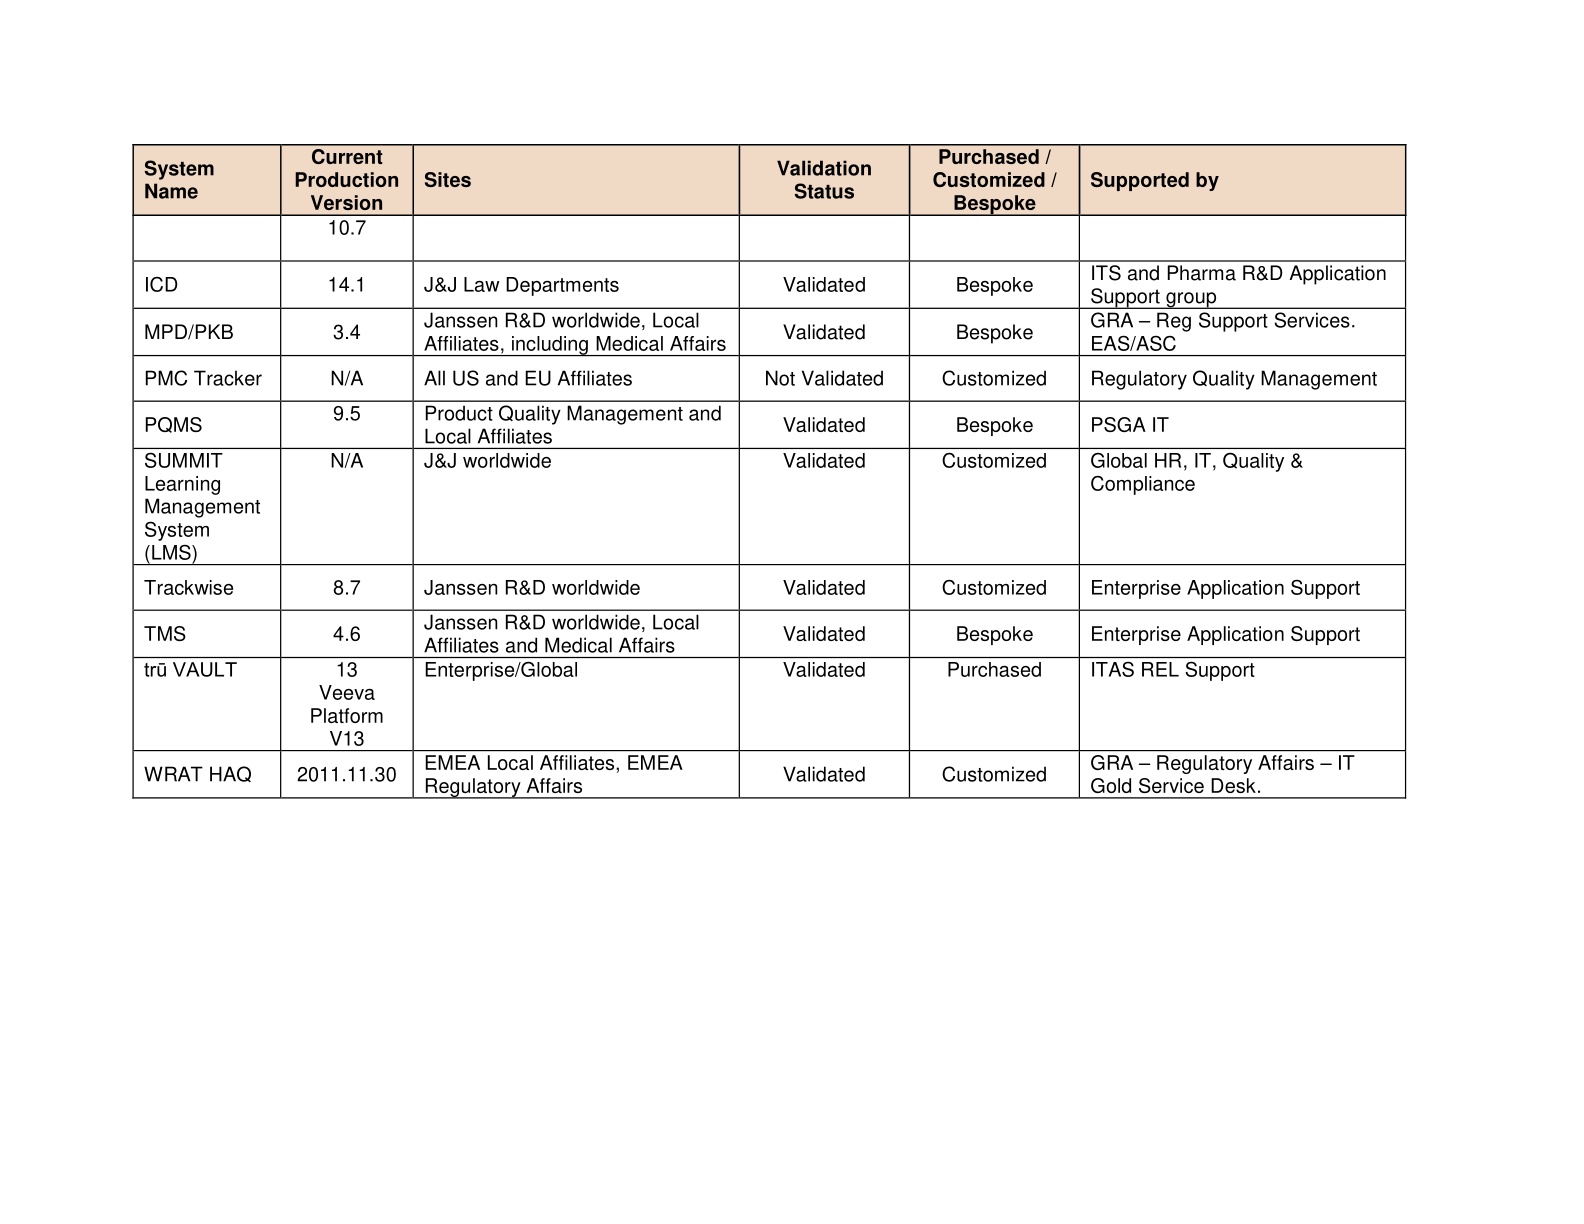 System Name
Current Production Version
Sites
Validation Status
Purchased / Customized / Bespoke
Supported by
10.7
ICD
14.1
J&J Law Departments
Validated
Bespoke
ITS and Pharma R&D Application
Support group
MPD/PKB
3.4
Janssen R&D worldwide, Local
Affiliates, including Medical Affairs
Validated
Bespoke
GRA – Reg Support Services.
EAS/ASC
PMC Tracker
N/A
All US and EU Affiliates
Not Validated
Customized
Regulatory Quality Management
PQMS
9.5
Product Quality Management and
Local Affiliates
Validated
Bespoke
PSGA IT
SUMMIT
Learning
Management
System
(LMS)
N/A
J&J worldwide
Validated
Customized
Global HR, IT, Quality &
Compliance
Trackwise
8.7
Janssen R&D worldwide
Validated
Customized
Enterprise Application Support
TMS
4.6
Janssen R&D worldwide, Local
Affiliates and Medical Affairs
Validated
Bespoke
Enterprise Application Support
trū VAULT
13
Veeva
Platform
V13
Enterprise/Global
Validated
Purchased
ITAS REL Support
WRAT HAQ
2011.11.30
EMEA Local Affiliates, EMEA
Regulatory Affairs
Validated
Customized
GRA – Regulatory Affairs – IT
Gold Service Desk.